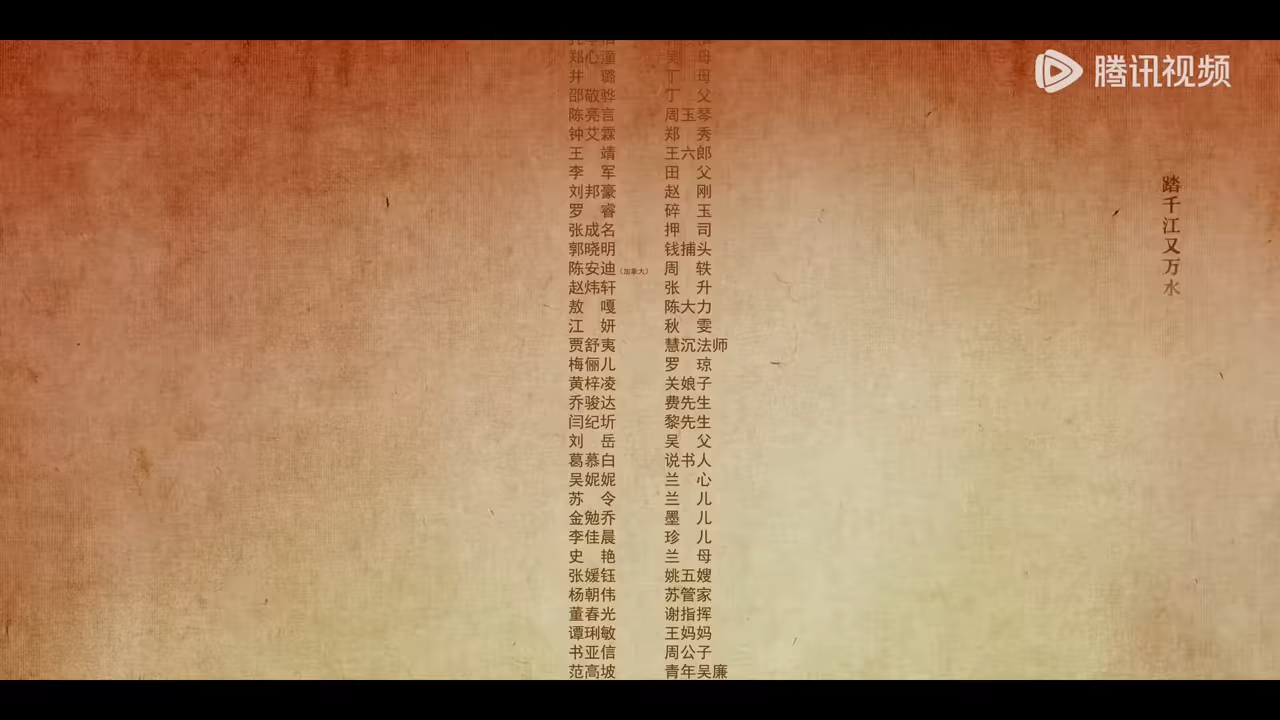 腾讯视频
踏千江又万水
郑心潼 吴母
井璐 丁母
邵敬骅 丁父
陈亮言 周玉琴
钟艾霖 郑秀
王靖 王六郎
李军 田父
刘邦豪 赵刚
罗睿 碎玉
张成名 押司
郭晓明 钱捕头
陈安迪（加拿大） 周轶
赵炜轩 张升
敖嘎 陈大力
江妍 秋雯
贾舒夷 慧沉法师
梅俪儿 罗琼
黄梓凌 关娘子
乔骏达 费先生
闫纪圻 黎先生
刘岳 吴父
葛慕白 说书人
吴妮妮 兰心
苏令 兰儿
金勉乔 墨儿
李佳晨 珍儿
史艳 兰母
张媛钰 姚五嫂
杨朝伟 苏管家
董春光 谢指挥
谭琍敏 王妈妈
书亚信 周公子
范高坡 青年吴廉